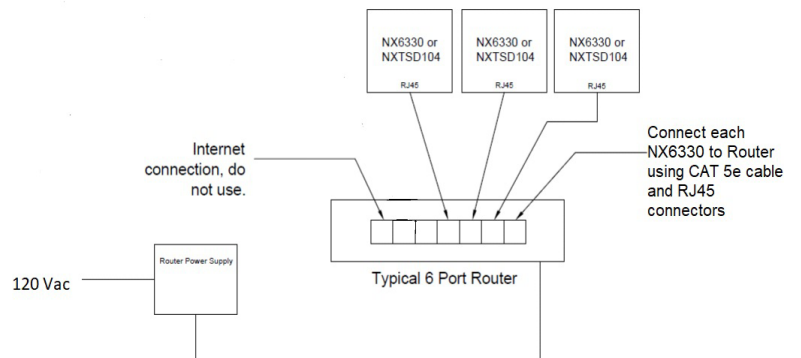 NX6330 or
NXTSD104
RJ45
NX6330 or
NXTSD104
RJ45
NX6330 or
NXTSD104
RJ45
Internet
connection, do
not use.
Connect each
NX6330 to Router
using CAT 5e cable
and RJ45
connectors
Typical 6 Port Router
Router Power Supply
120 Vac